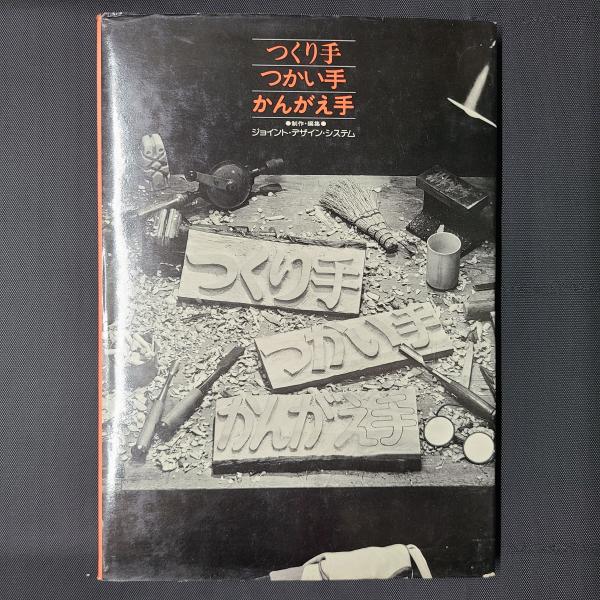 つくり手
つかい手
かんがえ手
●制作・編集●
ジョイント・デザイン・システム
つくり手
つかい手
かんがえ手